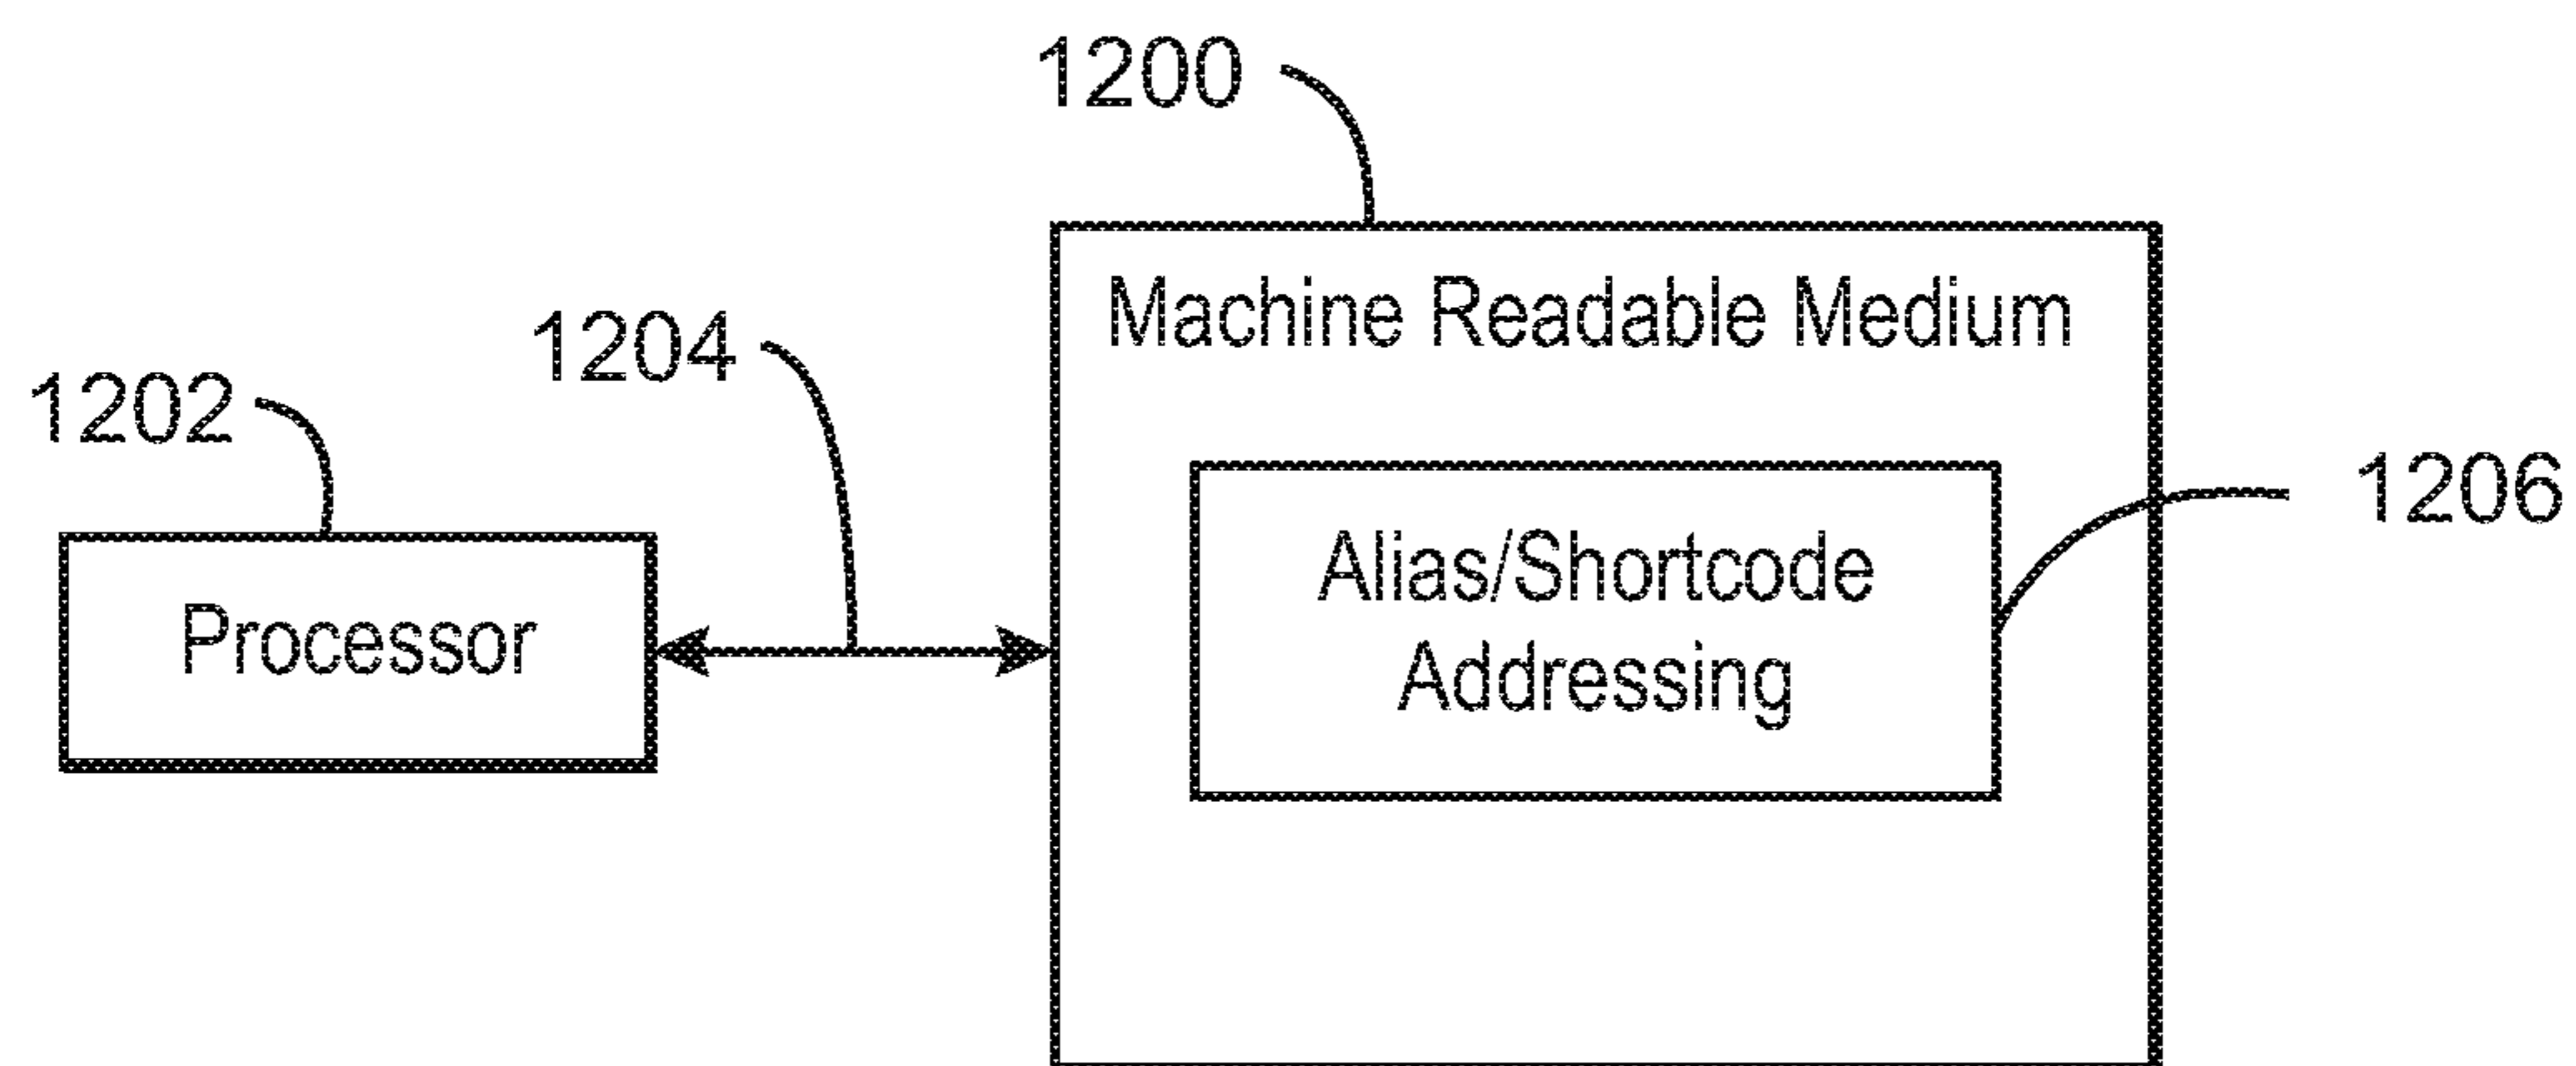 1200
Machine Readable Medium
1204
1202
1206
Alias/Shortcode
Addressing
Processor